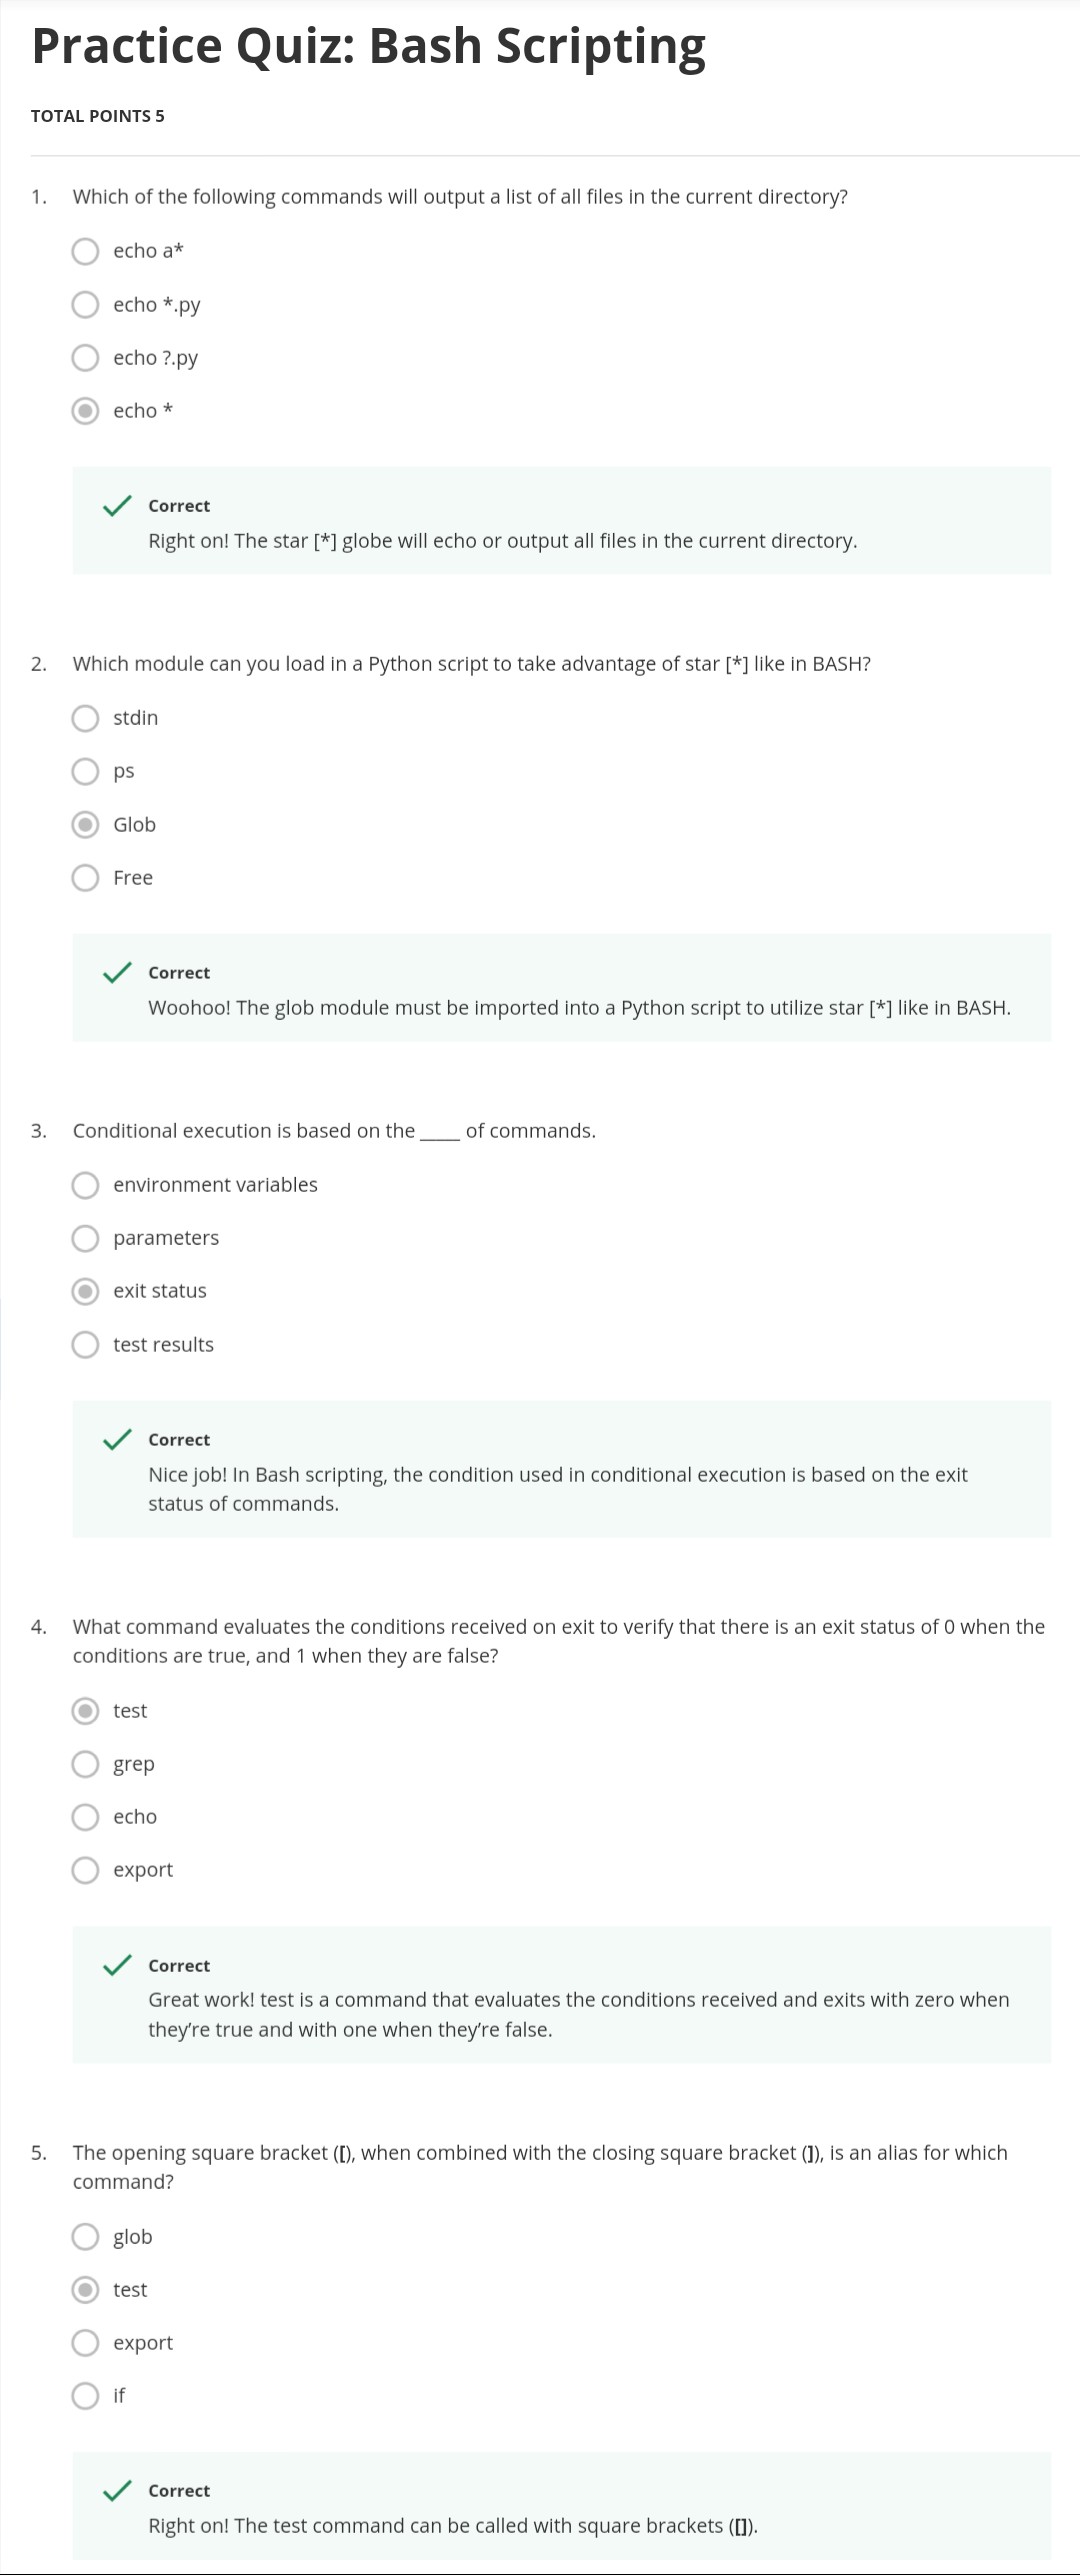 Practice Quiz: Bash Scripting
TOTAL POINTS 5
1. Which of the following commands will output a list of all files in the current directory?
echo a*
echo *.py
echo ?.py
echo *
Correct
Right on! The star [*] globe will echo or output all files in the current directory.
2. Which module can you load in a Python script to take advantage of star [*] like in BASH?
stdin
ps
Glob
Free
Correct
Woohoo! The glob module must be imported into a Python script to utilize star [*] like in BASH.
3. Conditional execution is based on the ____ of commands.
environment variables
parameters
exit status
test results
Correct
Nice job! In Bash scripting, the condition used in conditional execution is based on the exit
status of commands.
4. What command evaluates the conditions received on exit to verify that there is an exit status of 0 when the
conditions are true, and 1 when they are false?
test
grep
echo
export
Correct
Great work! test is a command that evaluates the conditions received and exits with zero when
they’re true and with one when they’re false.
5. The opening square bracket ([), when combined with the closing square bracket (]), is an alias for which
command?
glob
test
export
if
Correct
Right on! The test command can be called with square brackets ([]).